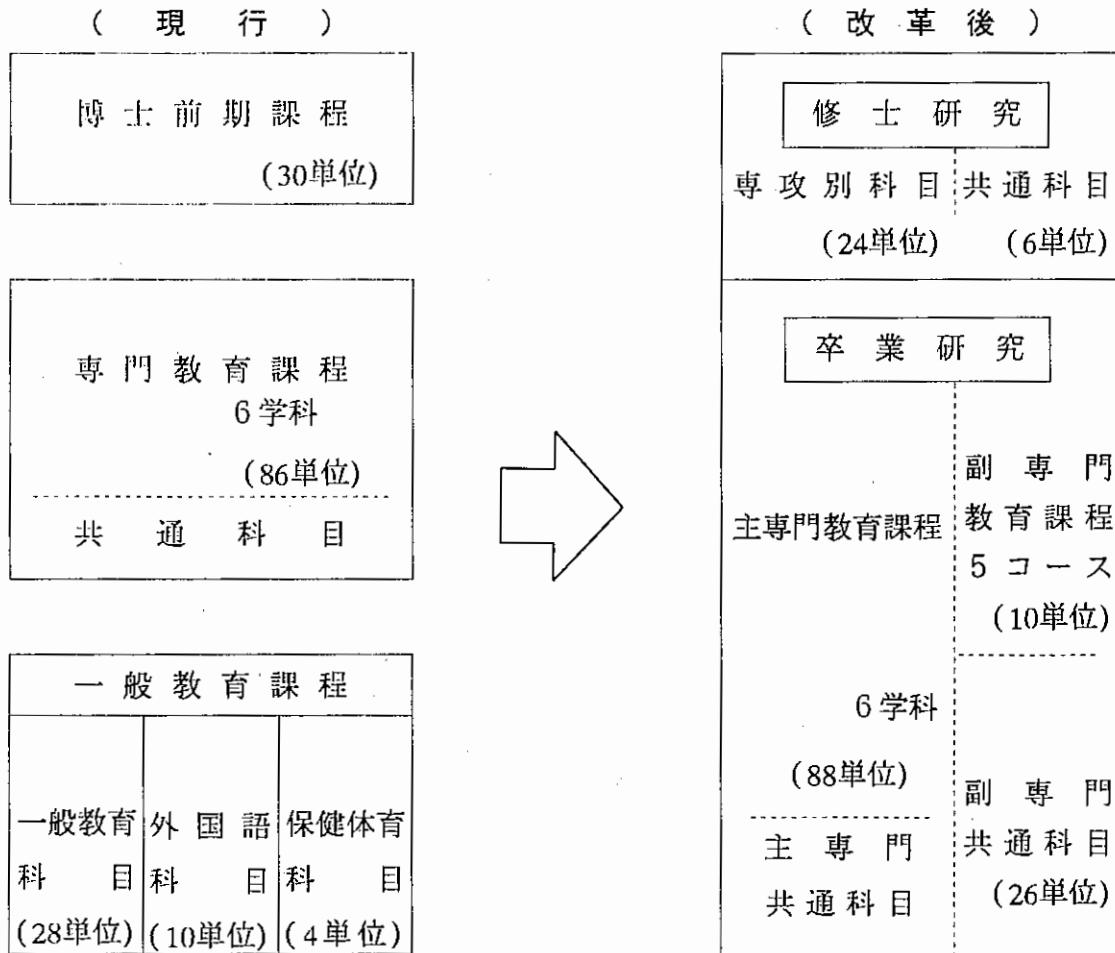 (現行)
博士前期課程
(30単位)
専門教育課程
6学科
(86単位)
共通科目
一般教育課程
一般教育
科目
(28単位)
外国語
科目
(10単位)
保健体育
科目
(4単位)
(改革後)
修士研究
専攻別科目
(24単位)
共通科目
(6単位)
卒業研究
主専門教育課程
6学科
(88単位)
主専門
共通科目
副専門
教育課程
5コース
(10単位)
副専門
共通科目
(26単位)